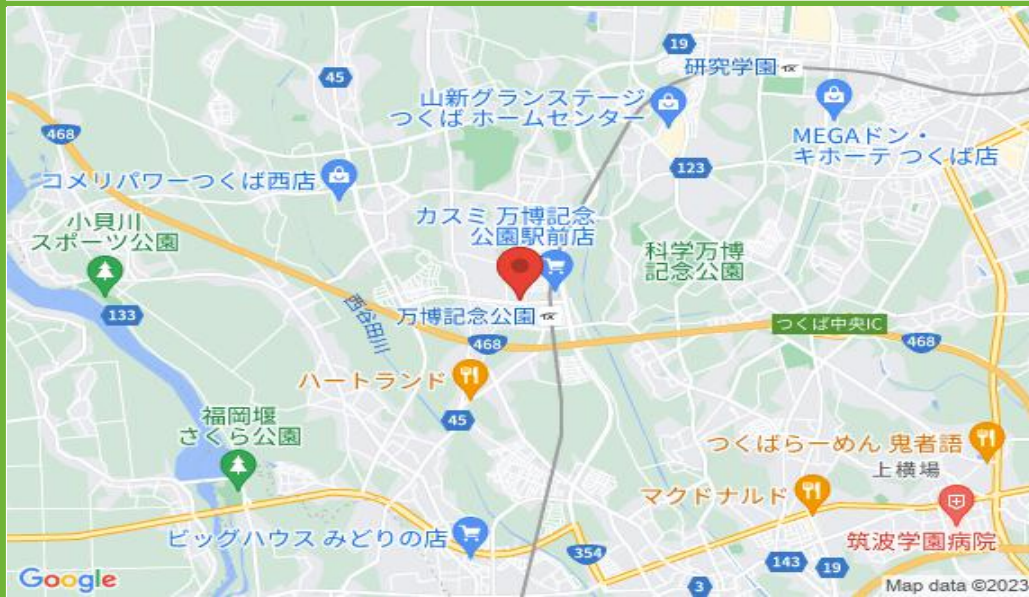 19
研究学園
45
山新グランステージ
つくば ホームセンター
MEGAドン・
キホーテ つくば店
468
123
コメリパワーつくば西店
カスミ 万博記念
公園駅前店
小貝川
スポーツ公園
科学万博
記念公園
133
西谷田川
万博記念公園
つくば中央IC
468
468
ハートランド
45
福岡堰
さくら公園
つくばらーめん 鬼者語
上横場
マクドナルド
ビッグハウス みどりの店
354
筑波学園病院
143
19
3
Google
Map data ©2023